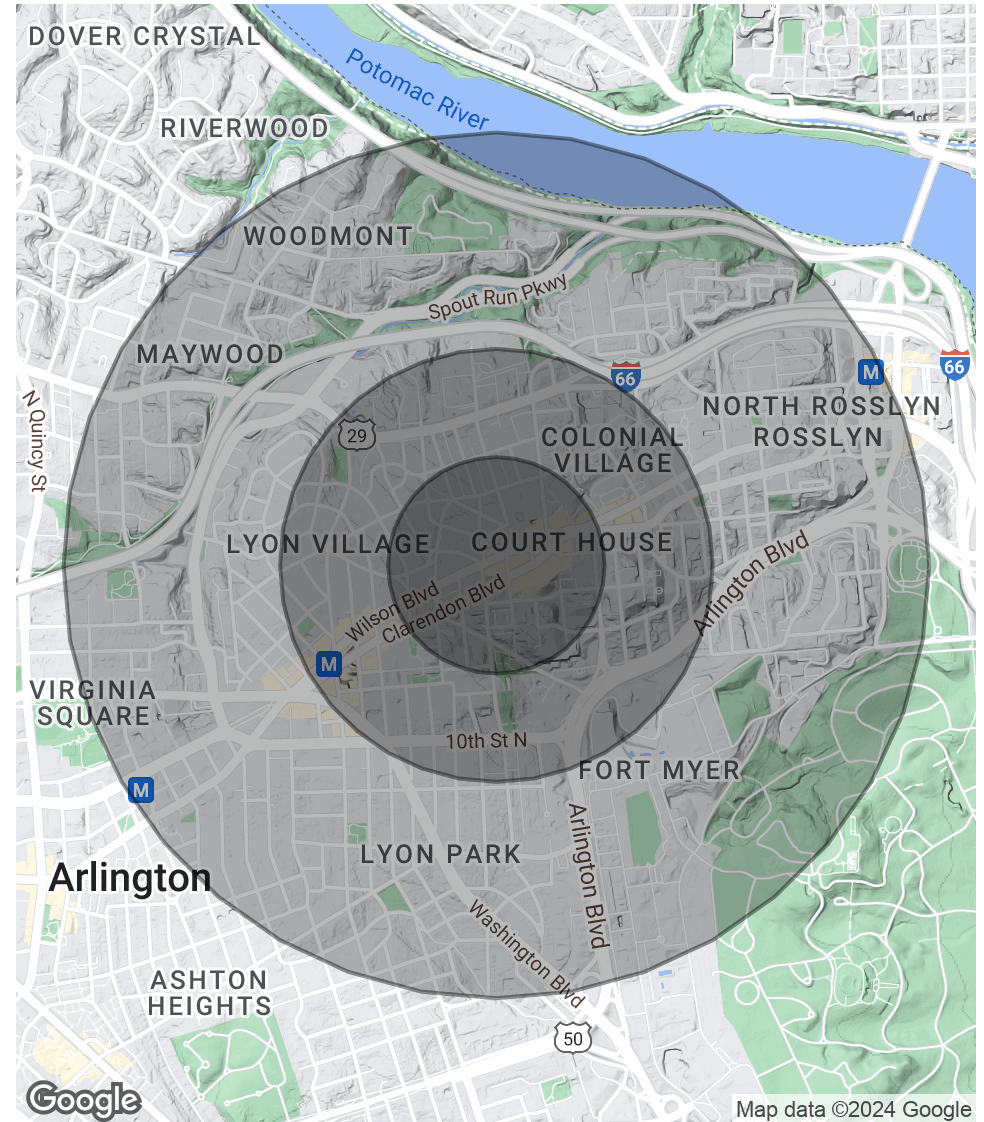 DOVER CRYSTAL
Potomac River
RIVERWOOD
WOODMONT
Spout Run Pkwy
MAYWOOD
66
M
66
N Quincy St
29
NORTH ROSSLYN
ROSSLYN
COLONIAL
VILLAGE
LYON VILLAGE
COURT HOUSE
Arlington Blvd
Wilson Blvd
Clarendon Blvd
M
VIRGINIA
SQUARE
10th St N
FORT MYER
M
Arlington Blvd
LYON PARK
Arlington
Washington Blvd
ASHTON
HEIGHTS
50
Google
Map data ©2024 Google